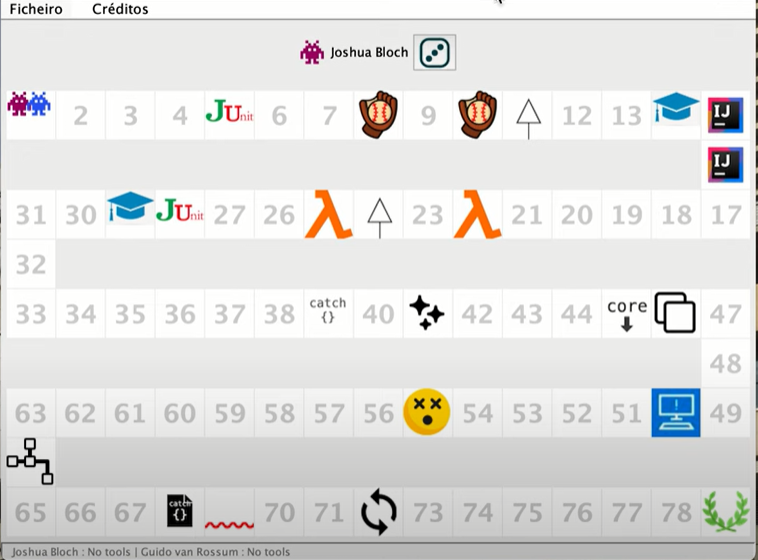 Ficheiro Créditos
Joshua Bloch
2 3 4 JUnit 6 7 9 12 13 IJ
IJ
31 30 JUnit 27 26 λ 23 λ 21 20 19 18 17
32
33 34 35 36 37 38 catch {} 40 42 43 44 core 47
48
63 62 61 60 59 58 57 56 54 53 52 51 ! 49
65 66 67 catch {} 70 71 73 74 75 76 77 78
Joshua Bloch : No tools | Guido van Rossum : No tools